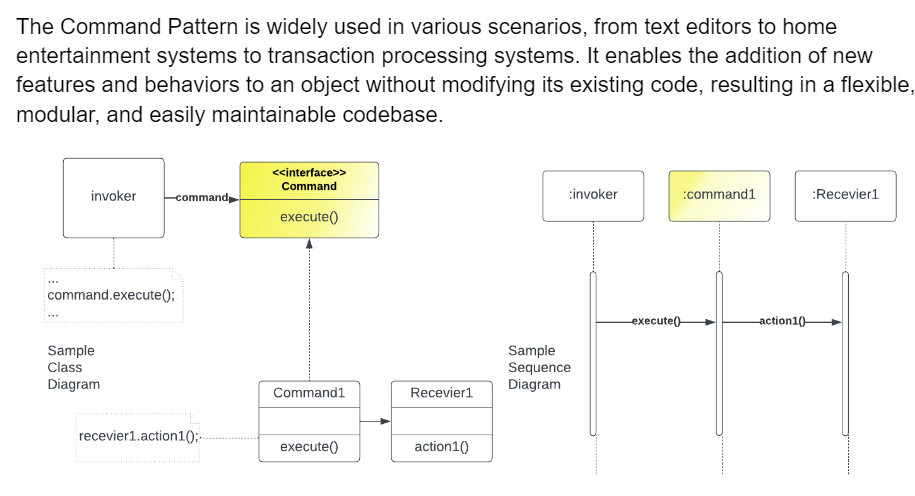 The Command Pattern is widely used in various scenarios, from text editors to home
entertainment systems to transaction processing systems. It enables the addition of new
features and behaviors to an object without modifying its existing code, resulting in a flexible,
modular, and easily maintainable codebase.
invoker
command
<<interface>>
Command
execute()
...
command.execute();
...
Sample
Class
Diagram
Command1
execute()
Recevier1
action1()
recevier1.action1();
:invoker
:command1
:Recevier1
execute()
action1()
Sample
Sequence
Diagram